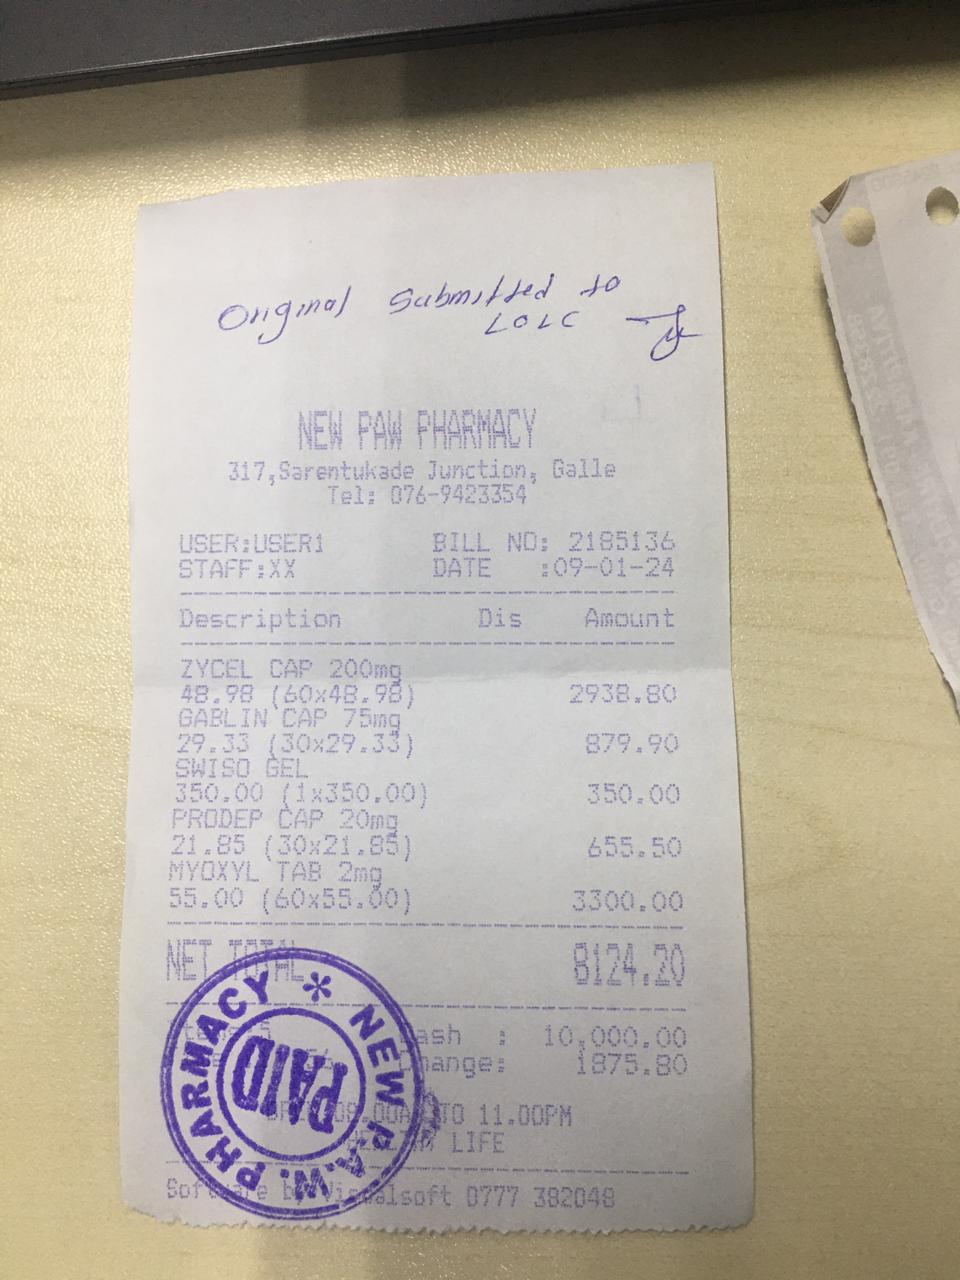 Original Submitted to
LOLC
NEW PAW PHARMACY
317,Sarentukade Junction, Galle
Tel: 076-9423354
USER:USER1 BILL NO: 2185136
STAFF:XX DATE :09-01-24
Description Dis Amount
ZYCEL CAP 200mg
48.98 (60x48.98) 2938.80
GABLIN CAP 75mg
29.33 (30x29.33) 879.90
SWISO GEL
350.00 (1x350.00) 350.00
PRODEP CAP 20mg
21.85 (30x21.85) 655.50
MYOXYL TAB 2mg
55.00 (60x55.00) 3300.00
NET TOTAL 8124.20
Cash : 10,000.00
Change: 1875.80
TO 11.00PM
LIFE
Software by Visualsoft 0777 382048
NEW P.A.W. PHARMACY *
PAID